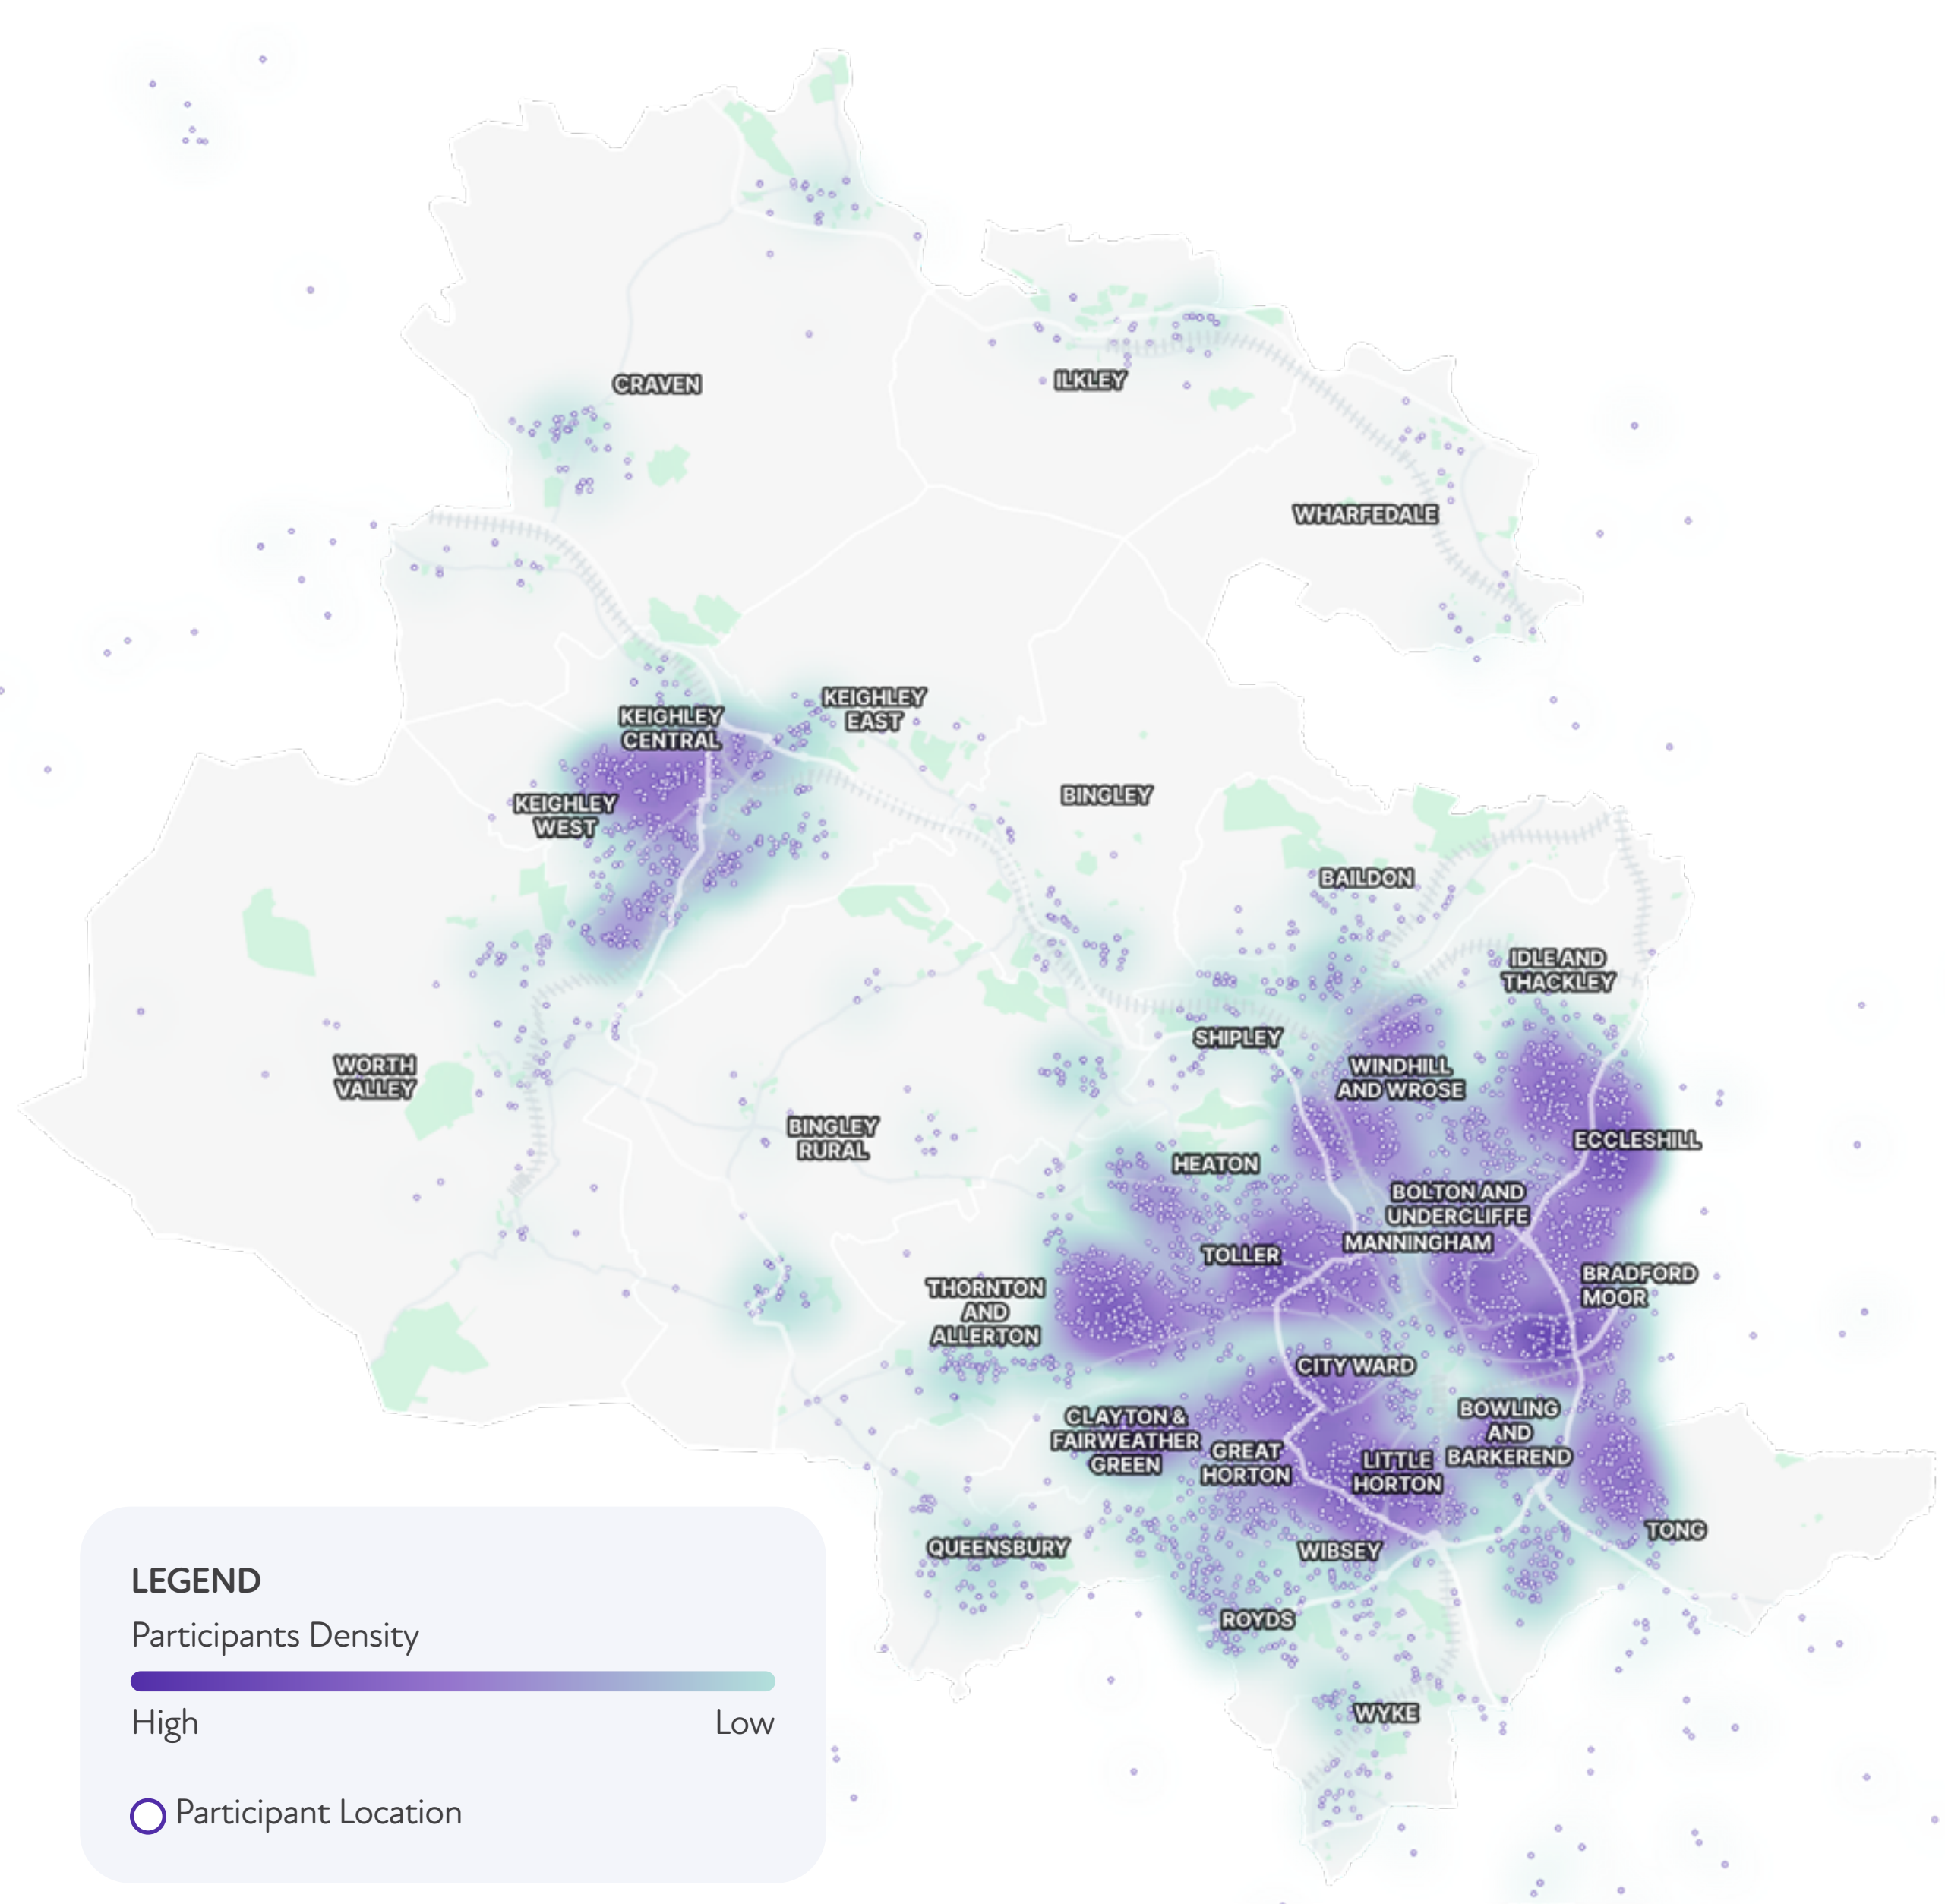 CRAVEN
ILKLEY
WHARFEDALE
KEIGHLEY
EAST
KEIGHLEY
CENTRAL
KEIGHLEY
WEST
BINGLEY
BAILDON
IDLE AND
THACKLEY
SHIPLEY
WORTH
VALLEY
WINDHILL
AND WROSE
BINGLEY
RURAL
ECCLESHILL
HEATON
BOLTON AND
UNDERCLIFFE
MANNINGHAM
TOLLER
BRADFORD
MOOR
THORNTON
AND
ALLERTON
CITY WARD
CLAYTON &
FAIRWEATHER
GREEN
GREAT
HORTON
LITTLE
HORTON
BOWLING
AND
BARKEREND
TONG
QUEENSBURY
WIBSEY
ROYDS
WYKE
LEGEND
Participants Density
High Low
Participant Location